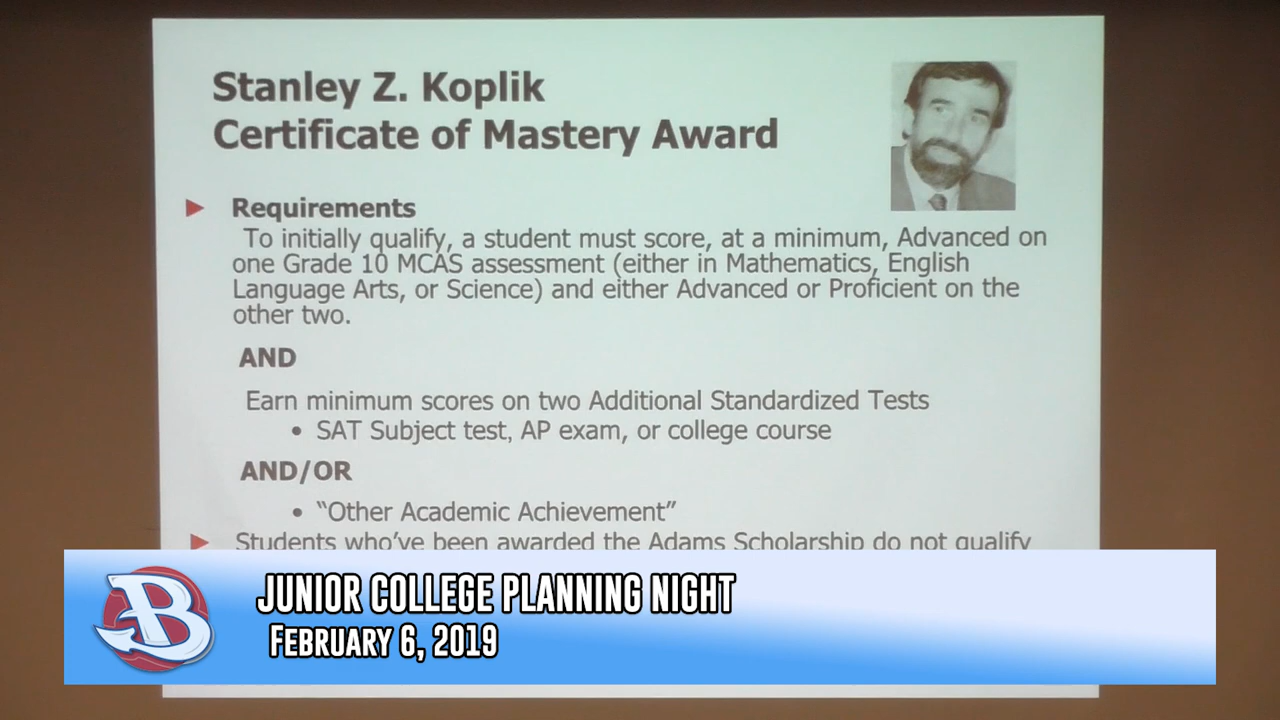 Stanley Z. Koplik
Certificate of Mastery Award
► Requirements
To initially qualify, a student must score, at a minimum, Advanced on
one Grade 10 MCAS assessment (either in Mathematics, English
Language Arts, or Science) and either Advanced or Proficient on the
other two.
AND
Earn minimum scores on two Additional Standardized Tests
• SAT Subject test, AP exam, or college course
AND/OR
• “Other Academic Achievement”
► Students who’ve been awarded the Adams Scholarship do not qualify
B
JUNIOR COLLEGE PLANNING NIGHT
FEBRUARY 6, 2019